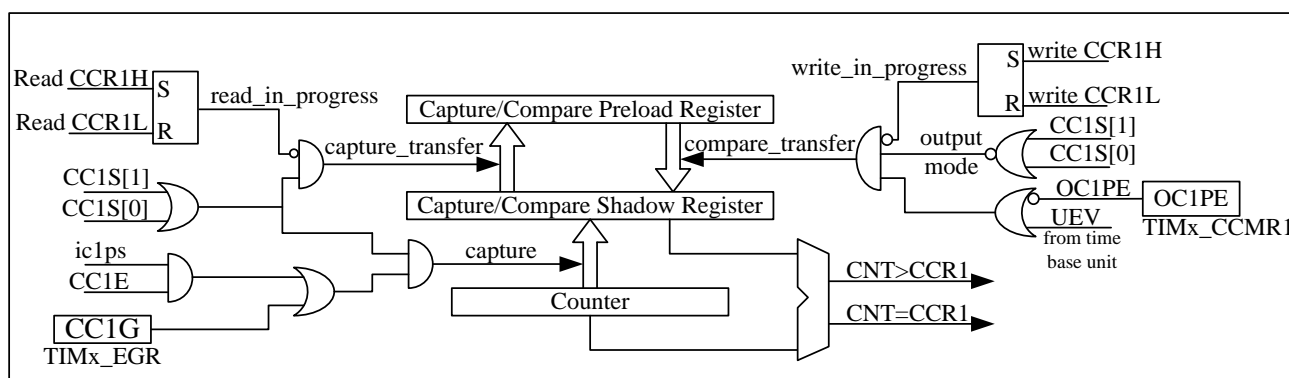 Read CCR1H
S
Read CCR1L
R
read_in_progress
capture_transfer
CC1S[1]
CC1S[0]
ic1ps
CC1E
CC1G
TIMx_EGR
capture
Capture/Compare Preload Register
Capture/Compare Shadow Register
Counter
compare_transfer
write_in_progress
S
write CCR1H
R
write CCR1L
output
mode
CC1S[1]
CC1S[0]
OC1PE
OC1PE
TIMx_CCMR1
UEV
from time
base unit
CNT>CCR1
CNT=CCR1